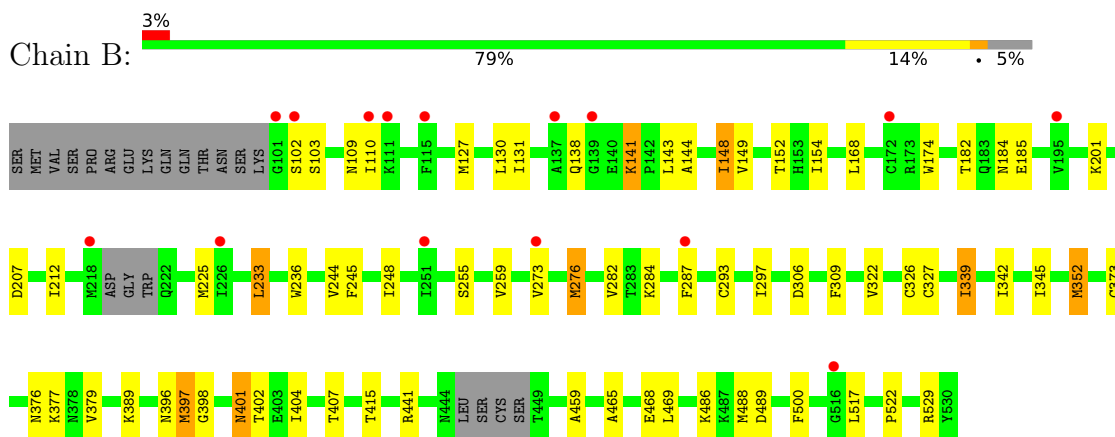 3%
Chain B:
79% 14% • 5%
SER MET VAL SER PRO ARG GLU LYS GLN GLN THR ASN SER LYS G101 S102 S103 N109 I110 K111 F115 M127 L130 I131 A137 Q138 G139 E140 K141 P142 L143 A144 I148 V149 T152 H153 I154 L168 C172 R173 W174 T182 Q183 N184 E185 V195 K201
D207 I212 M218 ASP GLY TRP Q222 M225 I226 L233 W236 V244 F245 I248 I251 S255 V259 V273 M276 V282 T283 K284 F287 C293 I297 D306 F309 V322 C326 C327 I339 I342 I345 M352 C373
N376 K377 N378 V379 K389 N396 M397 G398 N401 T402 E403 I404 T407 T415 R441 N444 LEU SER CYS SER T449 A459 A465 E468 L469 K486 K487 M488 D489 F500 G516 L517 P522 R529 Y530